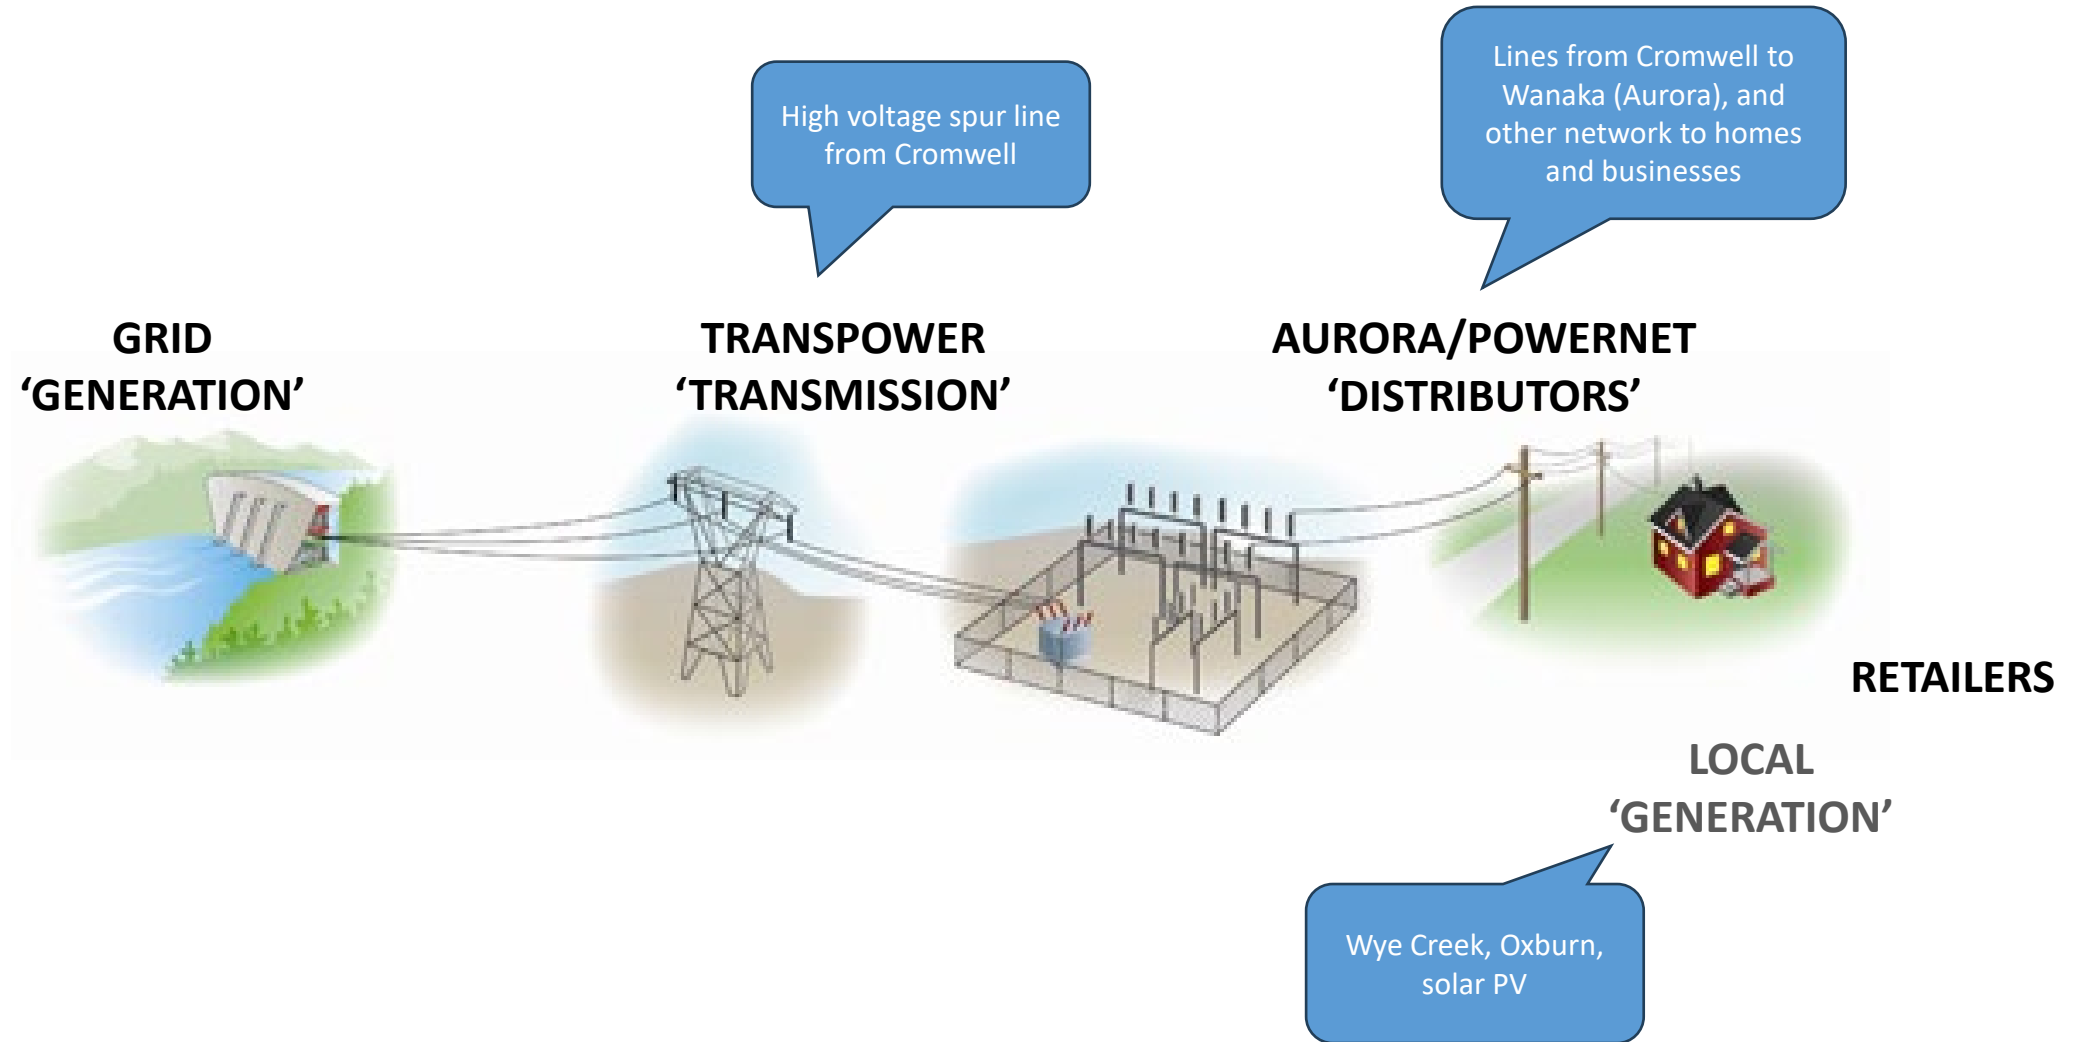 High voltage spur line
from Cromwell
Lines from Cromwell to
Wanaka (Aurora), and
other network to homes
and businesses
GRID
‘GENERATION’
TRANSPOWER
‘TRANSMISSION’
AURORA/POWERNET
‘DISTRIBUTORS’
RETAILERS
LOCAL
‘GENERATION’
Wye Creek, Oxburn,
solar PV